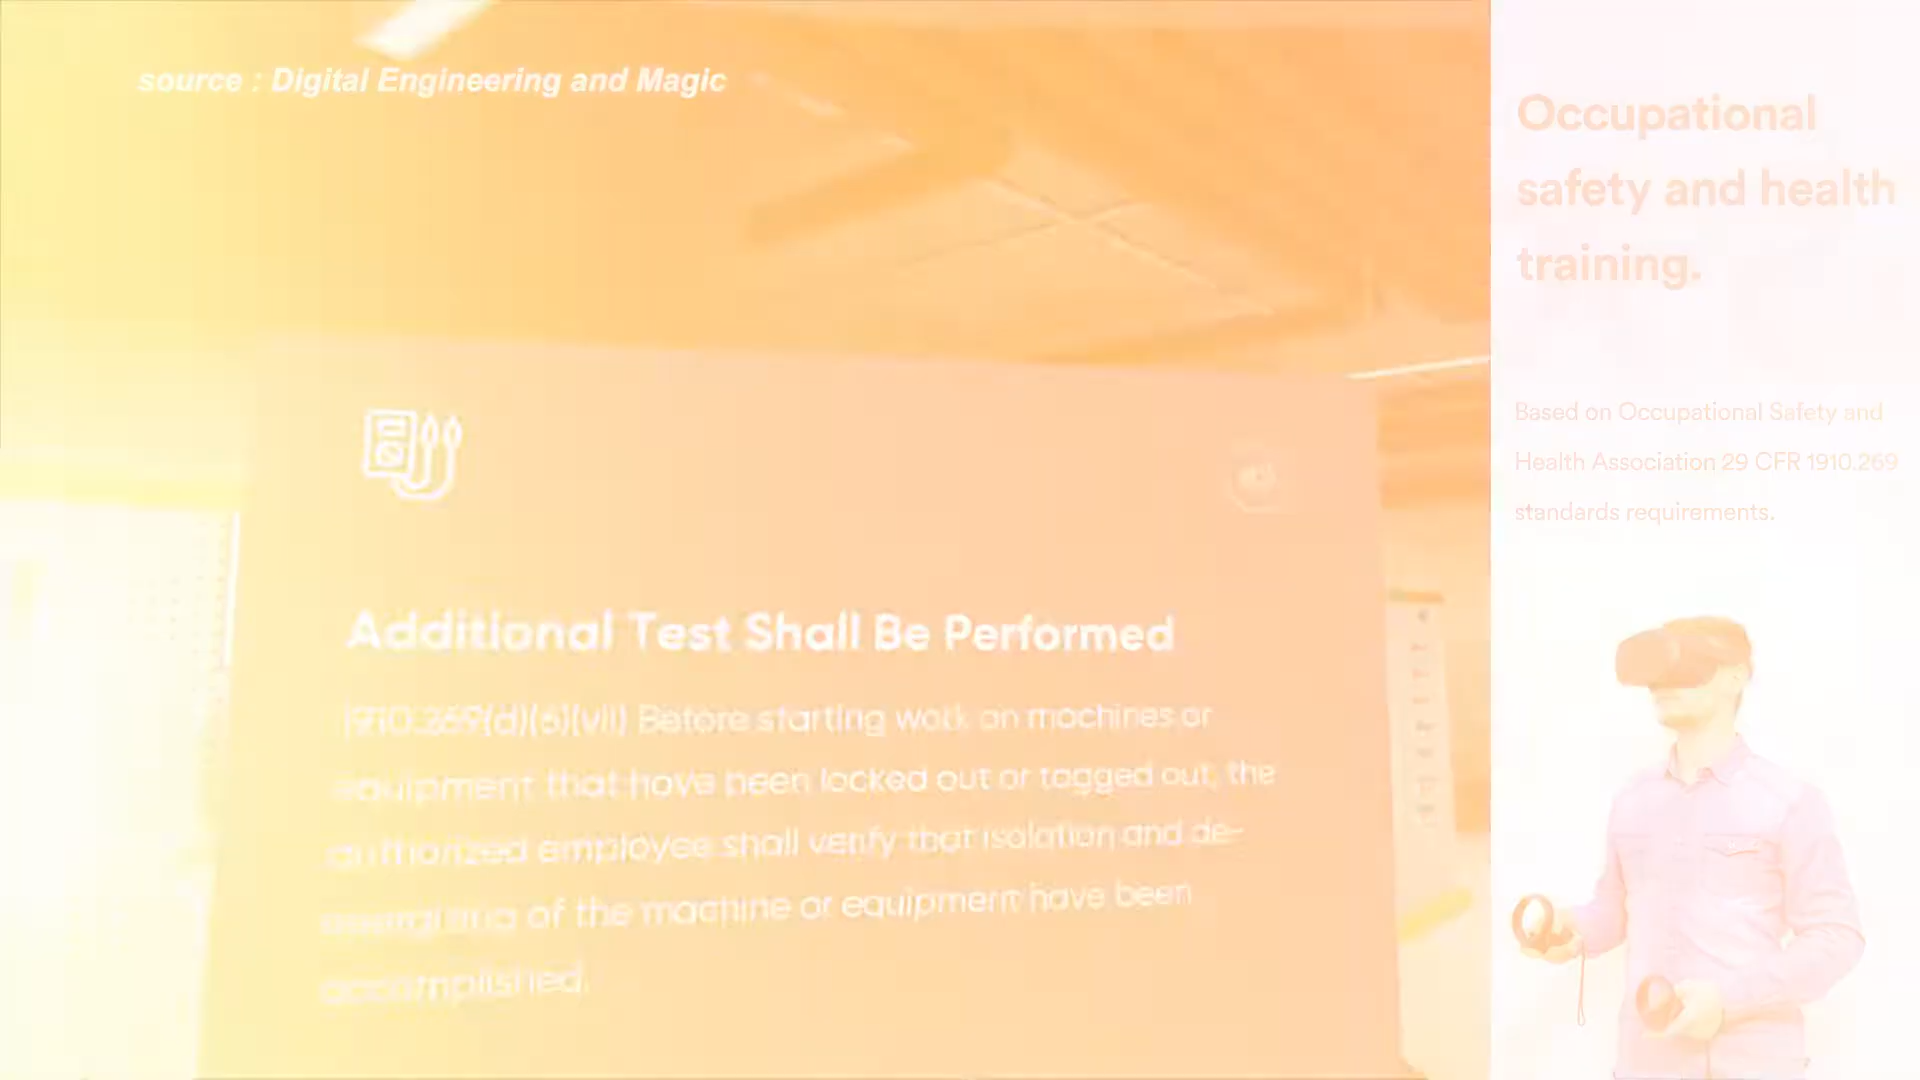 source : Digital Engineering and Magic
Occupational
safety and health
training.
Based on Occupational Safety and
Health Association 29 CFR 1910.269
standards requirements.
Additional Test Shall Be Performed
1910.269(d)(6)(vii) Before starting work on machines or
equipment that have been locked out or tagged out, the
authorized employee shall verify that isolation and de-
energizing of the machine or equipment have been
accomplished.